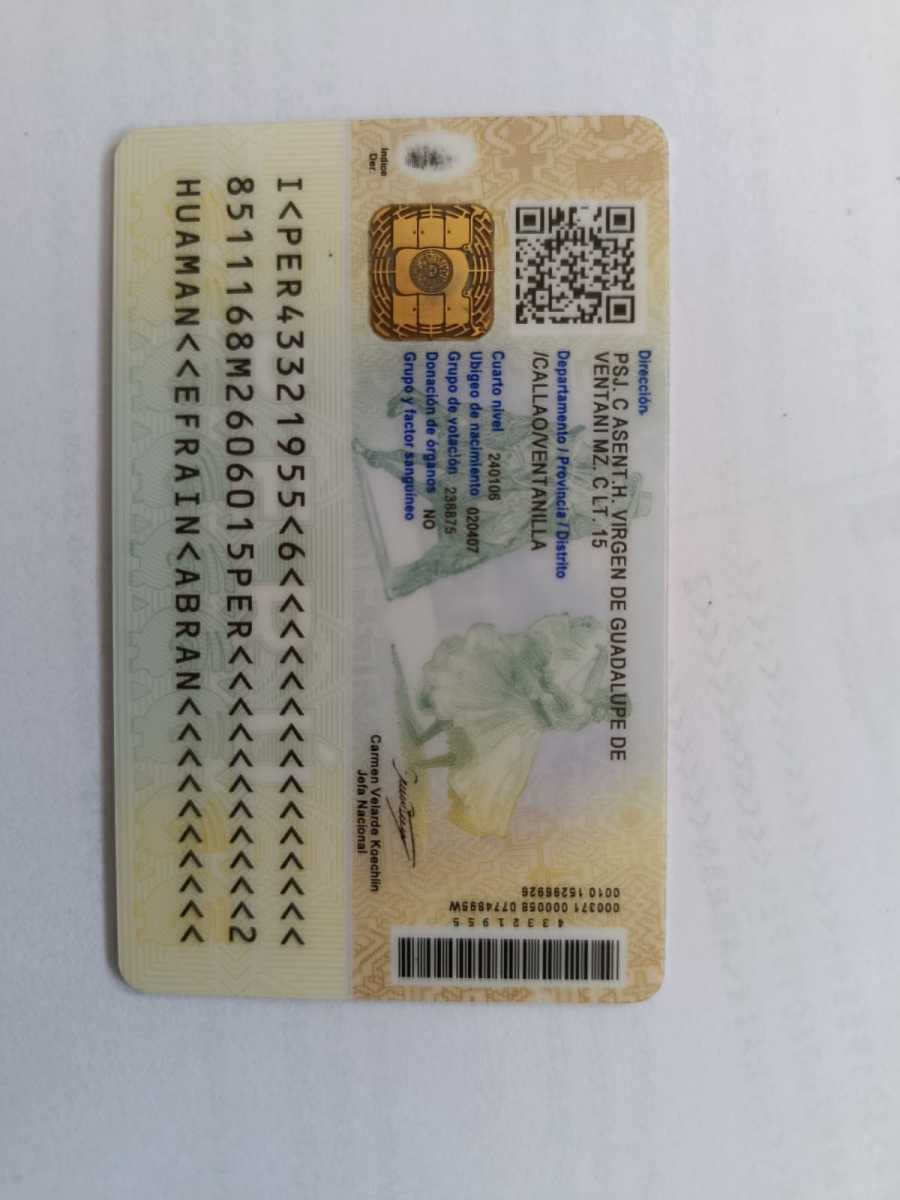 Índice
Der.
Dirección
PSJ. C ASENT.H. VIRGEN DE GUADALUPE DE
VENTANI MZ. C LT. 15
Departamento / Provincia / Distrito
/CALLAO/VENTANILLA
Cuarto nivel 240106
Ubigeo de nacimiento 020407
Grupo de votación 238875
Donación de órganos NO
Grupo y factor sanguíneo
Carmen Velarde Koechlin
Jefa Nacional
0010 15296926
000371 000058 0774895W
43321955
I<PER43321955<6<<<<<<<<<<<<<<<
8511168M2606015PER<<<<<<<<<<<2
HUAMAN<<EFRAIN<ABRAN<<<<<<<<<<